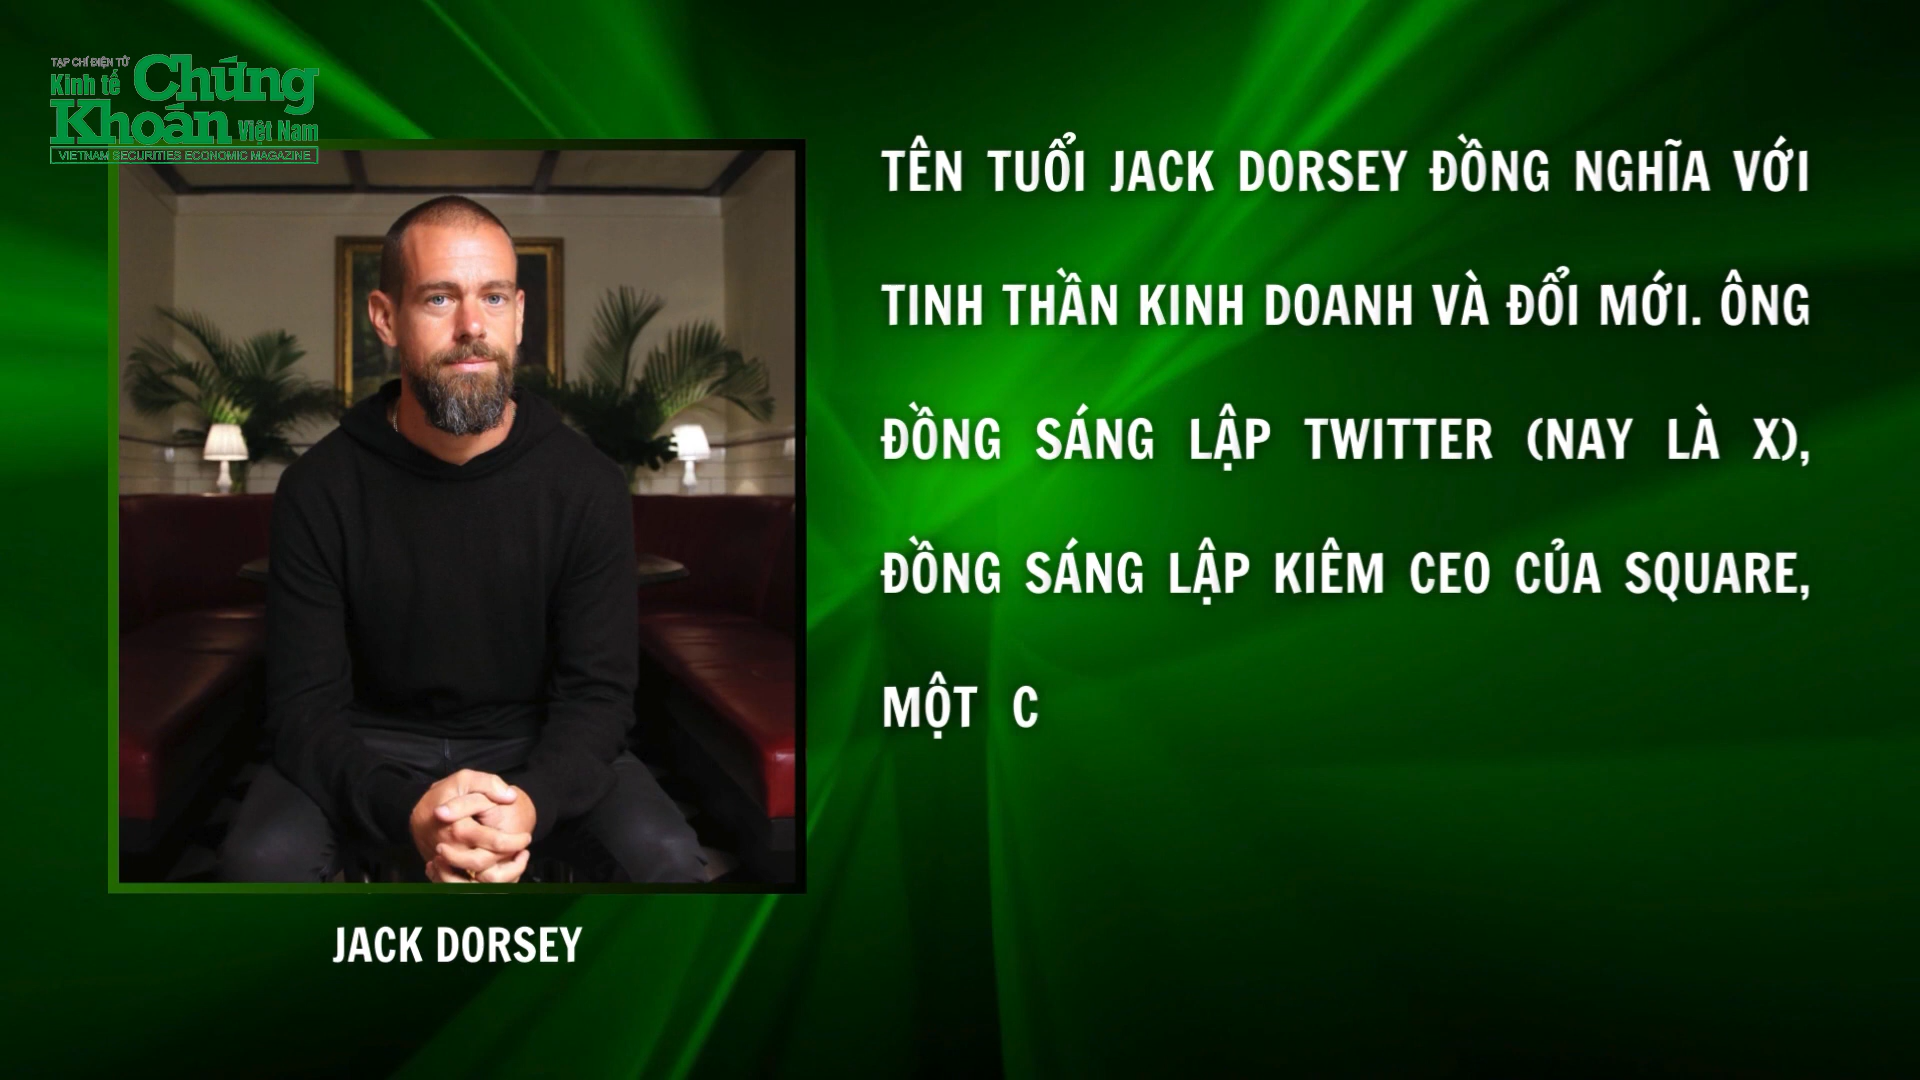 TẠP CHÍ ĐIỆN TỬ
Kinh tế Chứng
Khoán Việt Nam
VIETNAM SECURITIES ECONOMIC MAGAZINE
TÊN TUỔI JACK DORSEY ĐỒNG NGHĨA VỚI
TINH THẦN KINH DOANH VÀ ĐỔI MỚI. ÔNG
ĐỒNG SÁNG LẬP TWITTER (NAY LÀ X),
ĐỒNG SÁNG LẬP KIÊM CEO CỦA SQUARE,
MỘT C
JACK DORSEY